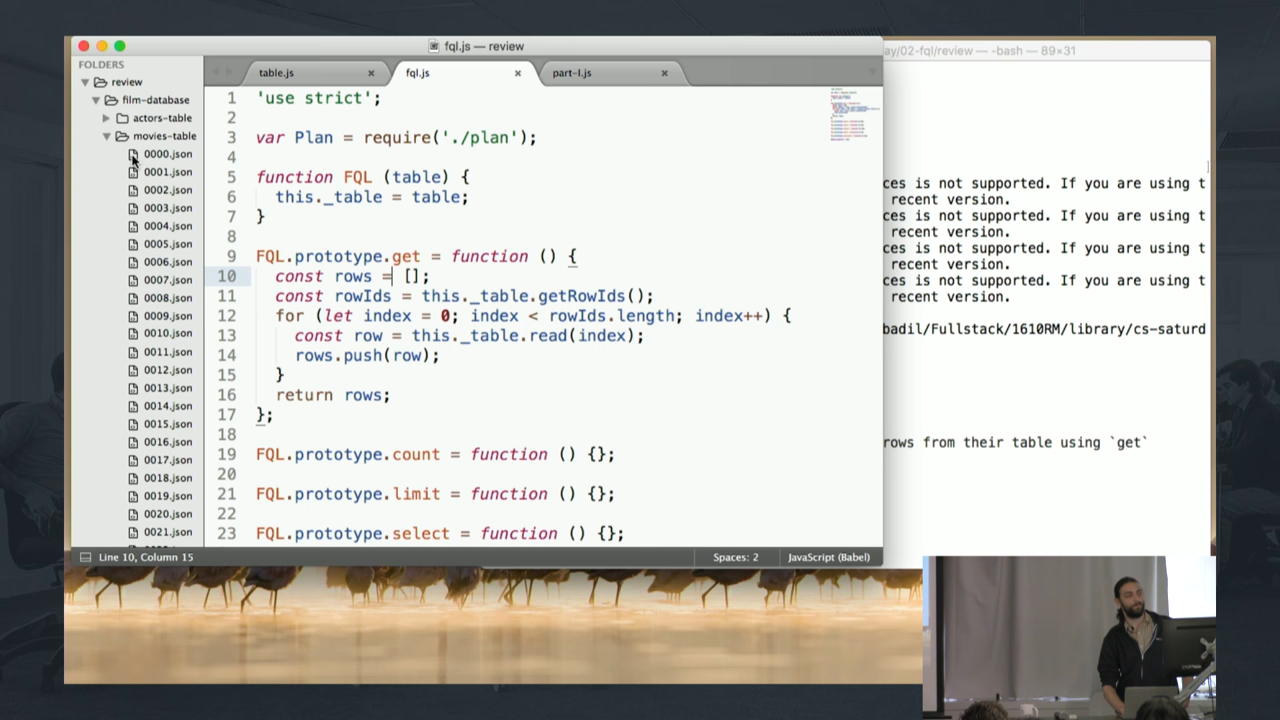 fql.js — review
FOLDERS
review
film-database
actors-table
movies-table
0000.json
0001.json
0002.json
0003.json
0004.json
0005.json
0006.json
0007.json
0008.json
0009.json
0010.json
0011.json
0012.json
0013.json
0014.json
0015.json
0016.json
0017.json
0018.json
0019.json
0020.json
0021.json
table.js
fql.js
part-I.js
1 'use strict';
2
3 var Plan = require('./plan');
4
5 function FQL (table) {
6 this._table = table;
7 }
8
9 FQL.prototype.get = function () {
10 const rows = [];
11 const rowIds = this._table.getRowIds();
12 for (let index = 0; index < rowIds.length; index++) {
13 const row = this._table.read(index);
14 rows.push(row);
15 }
16 return rows;
17 };
18
19 FQL.prototype.count = function () {};
20
21 FQL.prototype.limit = function () {};
22
23 FQL.prototype.select = function () {};
Line 10, Column 15
Spaces: 2
JavaScript (Babel)
ay/02-fql/review — -bash — 89×31
ces is not supported. If you are using t
recent version.
ces is not supported. If you are using t
recent version.
ces is not supported. If you are using t
recent version.
ces is not supported. If you are using t
recent version.
badil/Fullstack/1610RM/library/cs-saturd
rows from their table using `get`